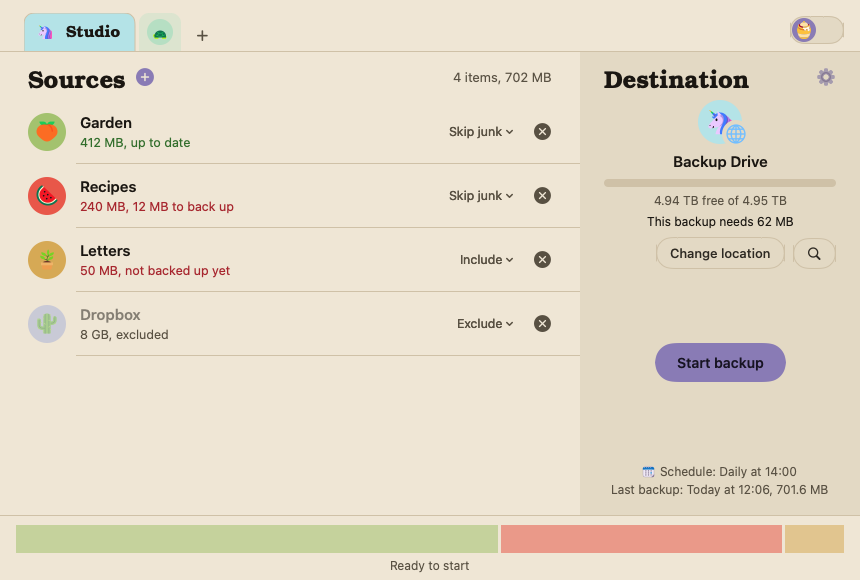 Studio
+
Sources
4 items, 702 MB
Garden
412 MB, up to date
Skip junk
Recipes
240 MB, 12 MB to back up
Skip junk
Letters
50 MB, not backed up yet
Include
Dropbox
8 GB, excluded
Exclude
Destination
Backup Drive
4.94 TB free of 4.95 TB
This backup needs 62 MB
Change location
Start backup
Schedule: Daily at 14:00
Last backup: Today at 12:06, 701.6 MB
Ready to start